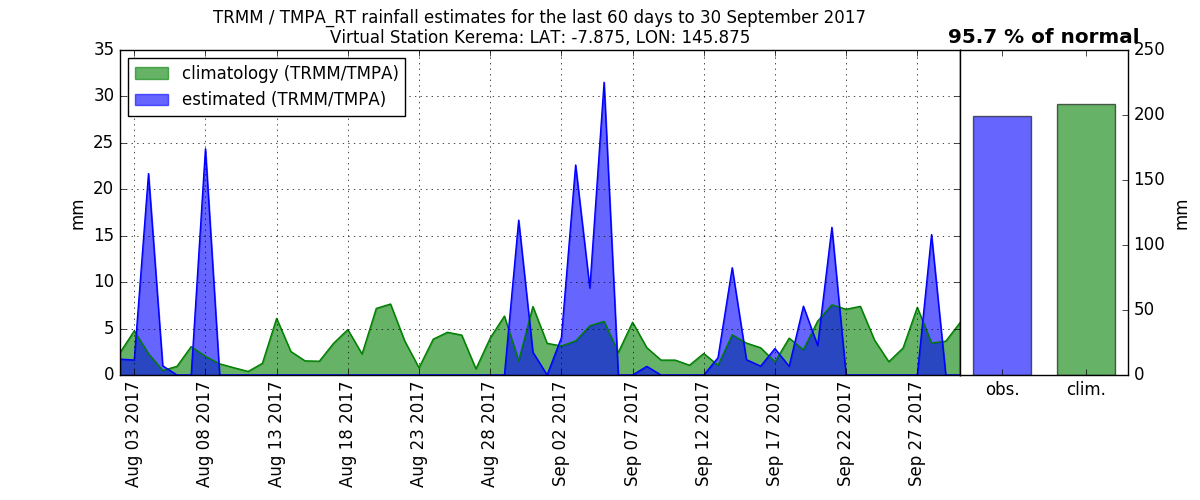 TRMM / TMPA_RT rainfall estimates for the last 60 days to 30 September 2017
Virtual Station Kerema: LAT: -7.875, LON: 145.875
95.7 % of normal
climatology (TRMM/TMPA)
estimated (TRMM/TMPA)
35
30
25
20
15
10
5
0
mm
Aug 03 2017
Aug 08 2017
Aug 13 2017
Aug 18 2017
Aug 23 2017
Aug 28 2017
Sep 02 2017
Sep 07 2017
Sep 12 2017
Sep 17 2017
Sep 22 2017
Sep 27 2017
obs.
clim.
250
200
150
100
50
0
mm